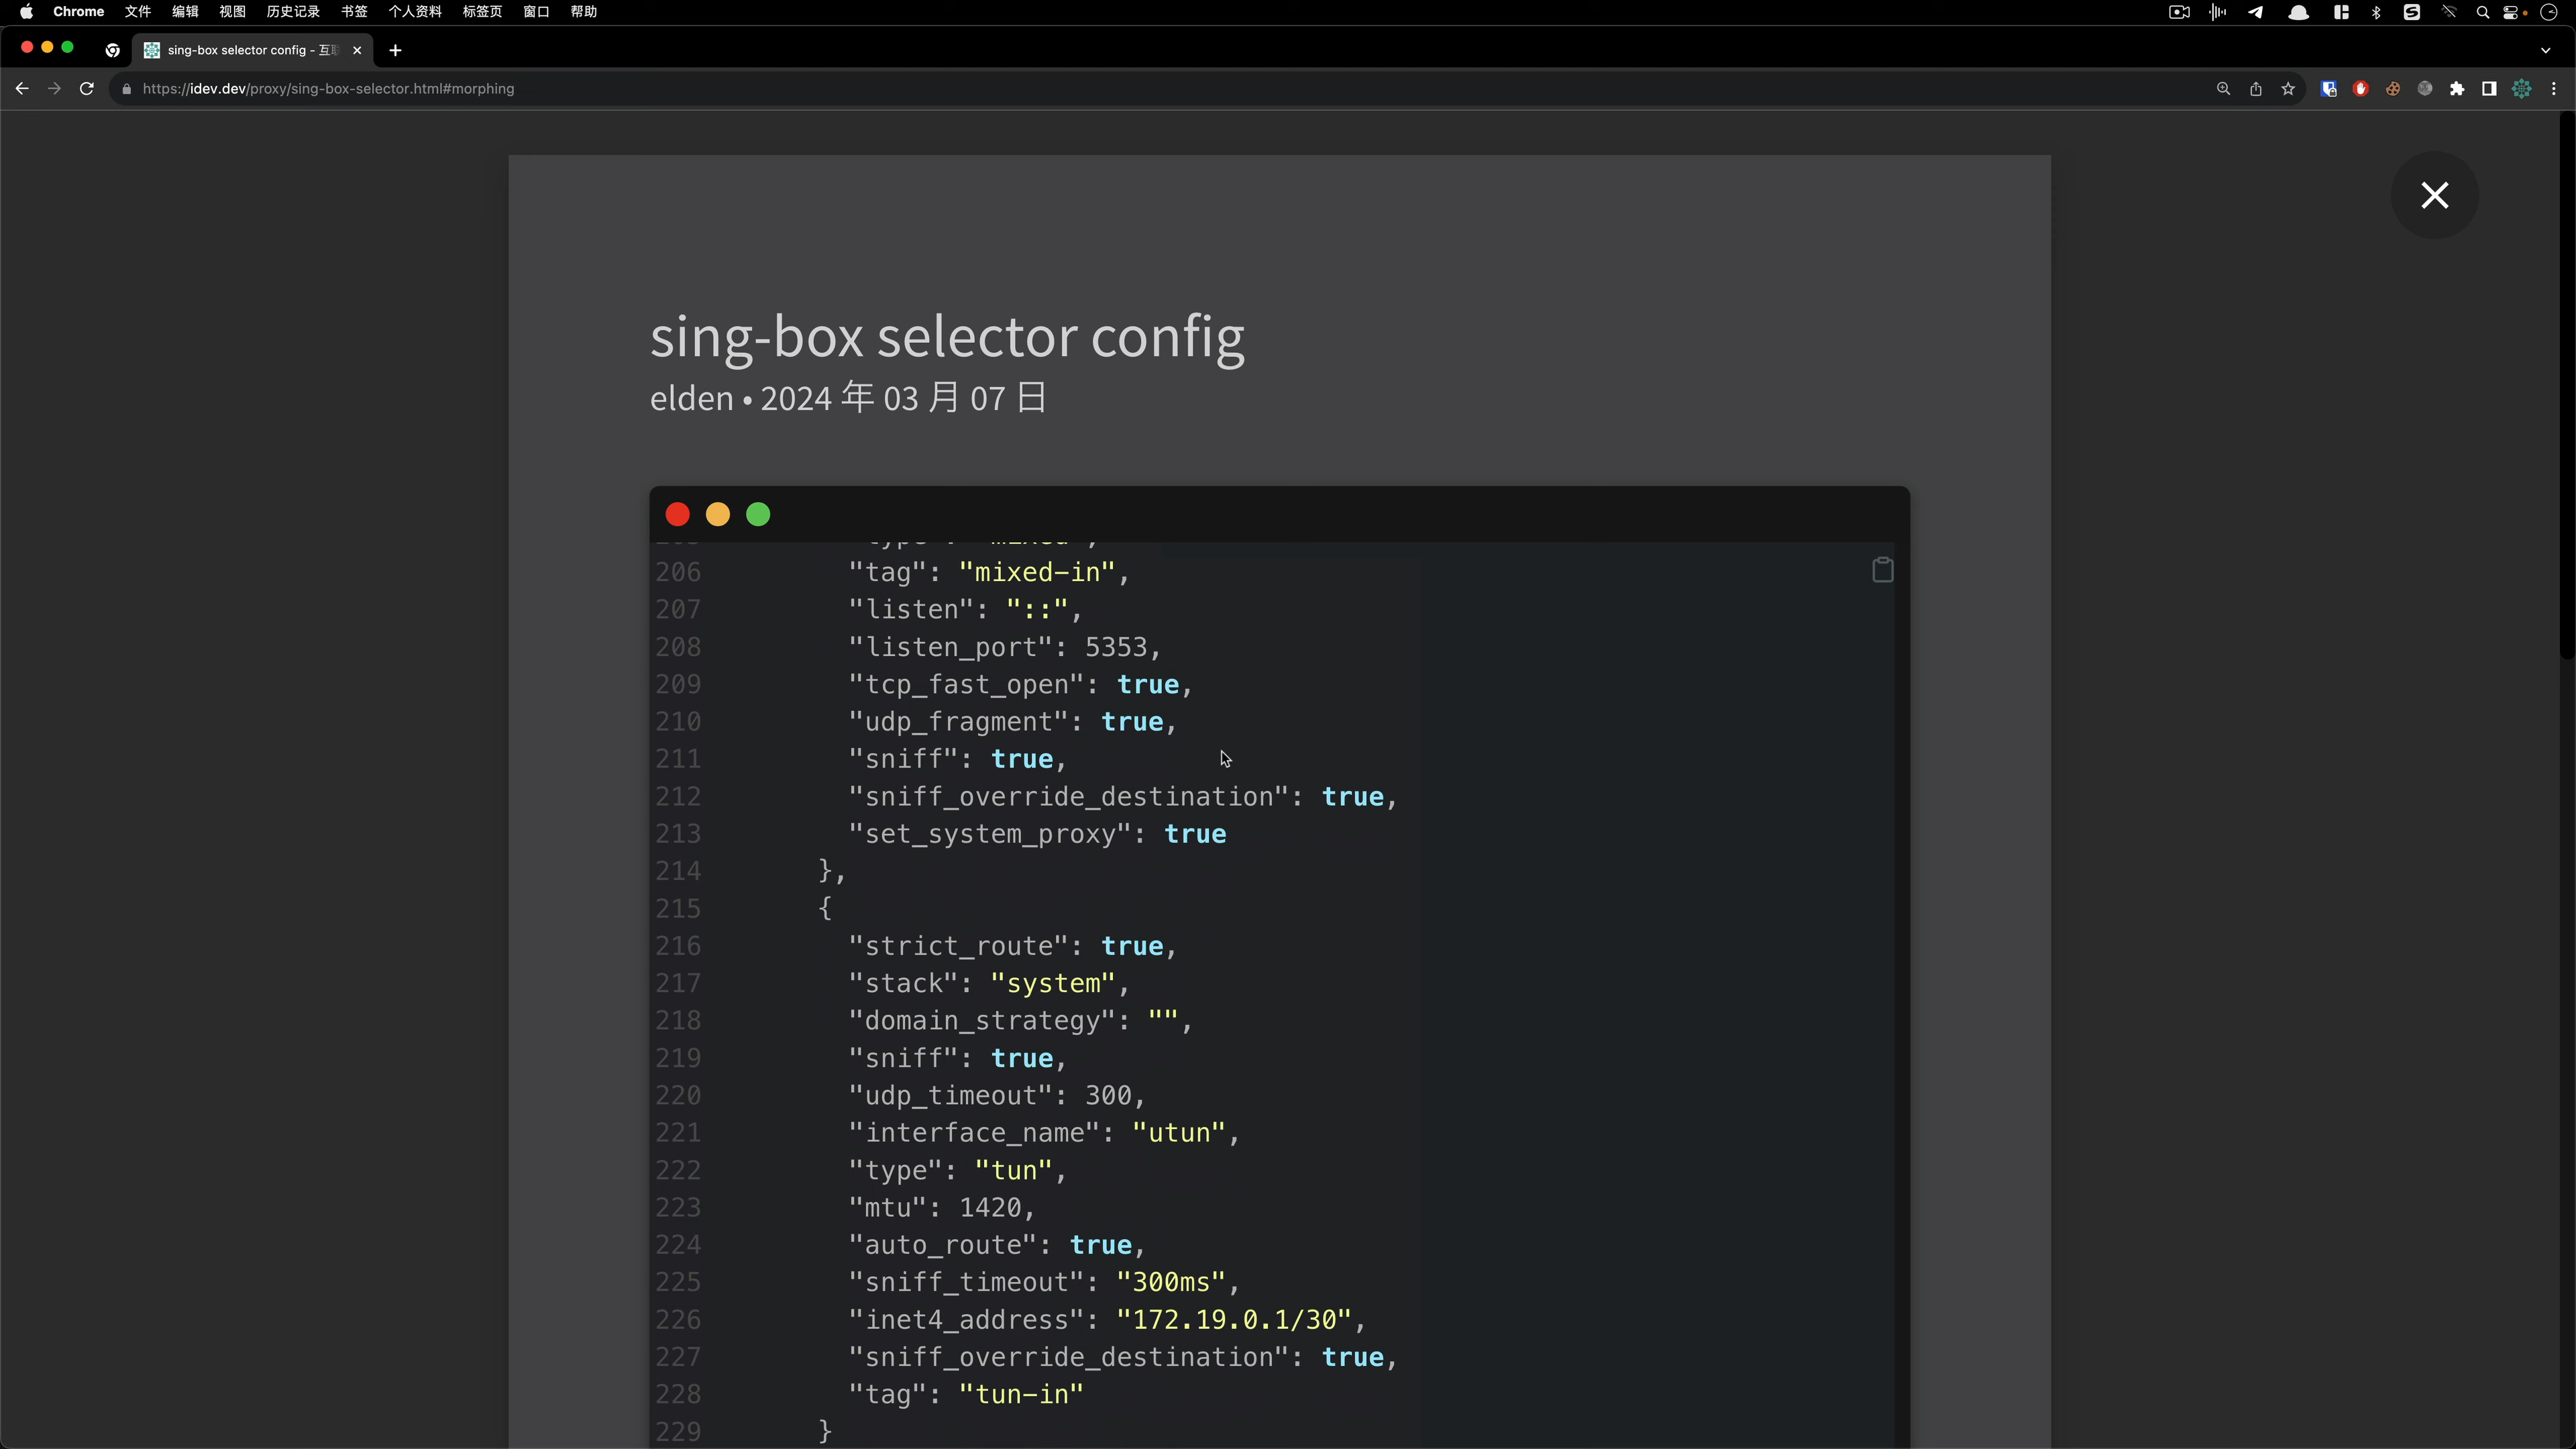 Chrome 文件 编辑 视图 历史记录 书签 个人资料 标签页 窗口 帮助
sing-box selector config - 互联
https://idev.dev/proxy/sing-box-selector.html#morphing
sing-box selector config
elden • 2024 年 03 月 07 日
205 "type": "mixed",
206 "tag": "mixed-in",
207 "listen": "::",
208 "listen_port": 5353,
209 "tcp_fast_open": true,
210 "udp_fragment": true,
211 "sniff": true,
212 "sniff_override_destination": true,
213 "set_system_proxy": true
214 },
215 {
216 "strict_route": true,
217 "stack": "system",
218 "domain_strategy": "",
219 "sniff": true,
220 "udp_timeout": 300,
221 "interface_name": "utun",
222 "type": "tun",
223 "mtu": 1420,
224 "auto_route": true,
225 "sniff_timeout": "300ms",
226 "inet4_address": "172.19.0.1/30",
227 "sniff_override_destination": true,
228 "tag": "tun-in"
229 }